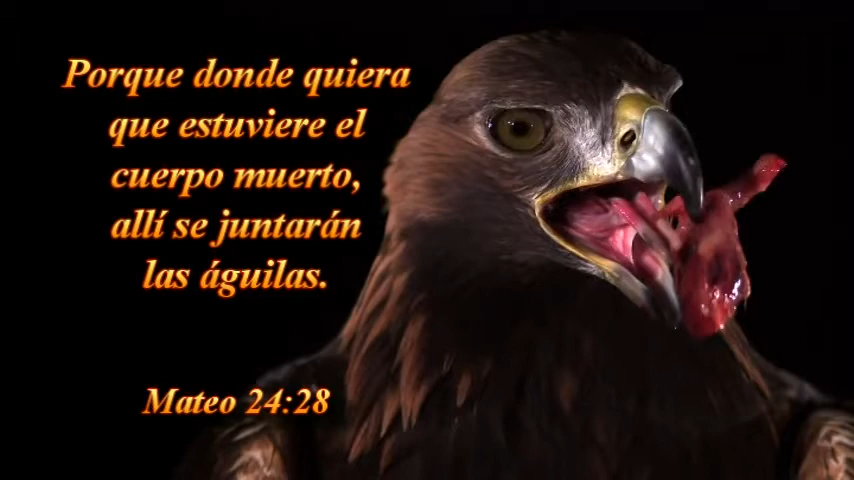 Porque donde quiera
que estuviere el
cuerpo muerto,
allí se juntarán
las águilas.
Mateo 24:28